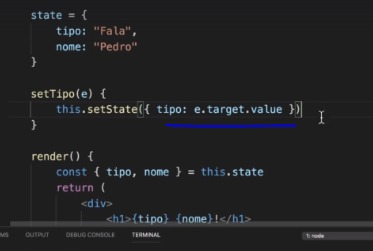 state = {
    tipo: "Fala",
    nome: "Pedro"
}
setTipo(e) {
    this.setState({ tipo: e.target.value })
}
render() {
    const { tipo, nome } = this.state
    return (
        <div>
            <h1>{tipo} {nome}!</h1>
MS OUTPUT DEBUG CONSOLE TERMINAL 1: node